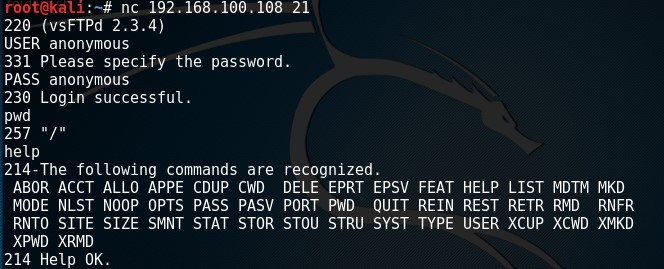 root@kali:~# nc 192.168.100.108 21
220 (vsFTPd 2.3.4)
USER anonymous
331 Please specify the password.
PASS anonymous
230 Login successful.
pwd
257 "/"
help
214-The following commands are recognized.
 ABOR ACCT ALLO APPE CDUP CWD  DELE EPRT EPSV FEAT HELP LIST MDTM MKD
 MODE NLST NOOP OPTS PASS PASV PORT PWD  QUIT REIN REST RETR RMD  RNFR
 RNTO SITE SIZE SMNT STAT STOR STOU STRU SYST TYPE USER XCUP XCWD XMKD
 XPWD XRMD
214 Help OK.